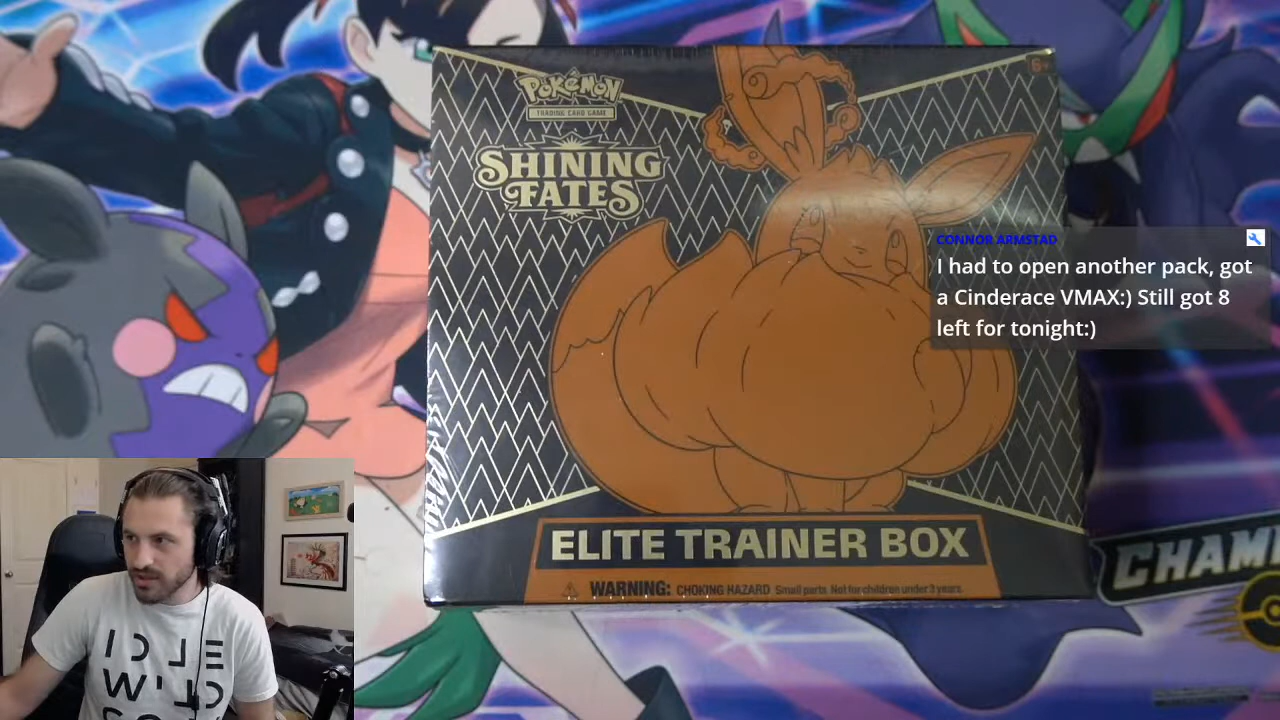 POKéMON
TRADING CARD GAME
SHINING
FATES
6+
CONNOR ARMSTAD
I had to open another pack, got
a Cinderace VMAX:) Still got 8
left for tonight:)
ELITE TRAINER BOX
WARNING: CHOKING HAZARD Small parts. Not for children under 3 years.
CHAM
IDLE
WILD